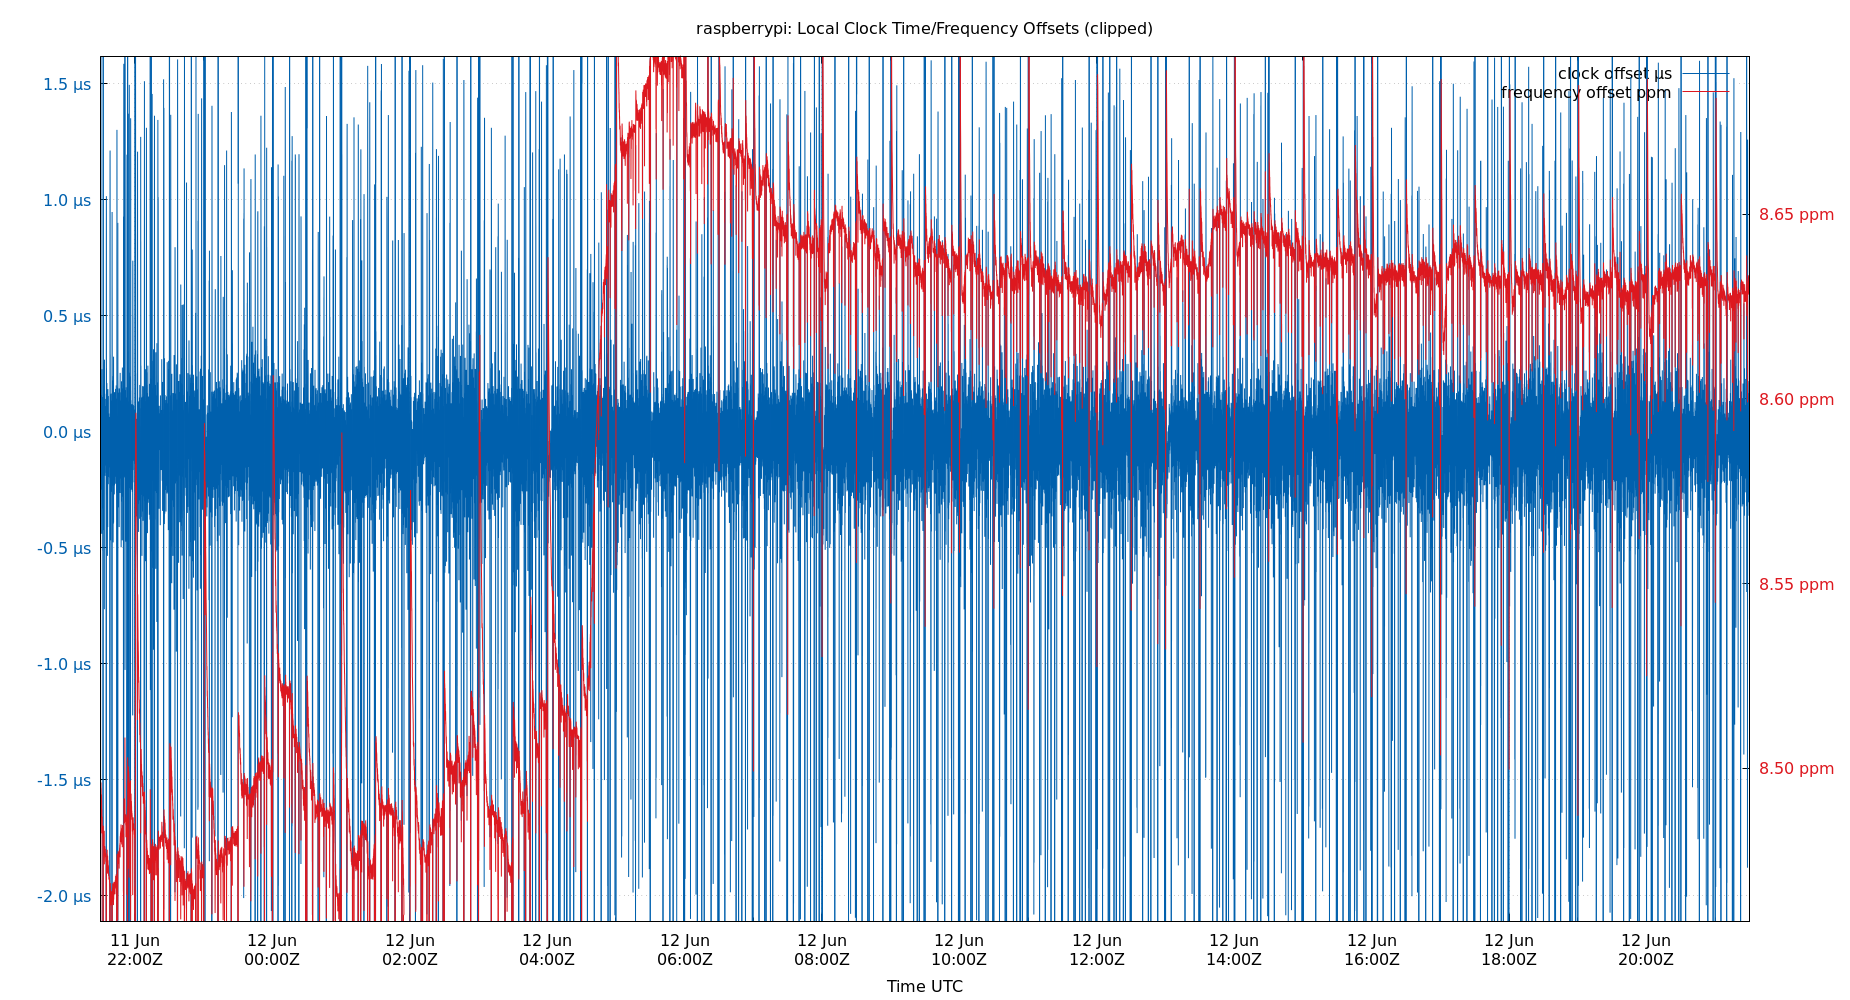 raspberrypi: Local Clock Time/Frequency Offsets (clipped)
clock offset µs
frequency offset ppm
1.5 µs
1.0 µs
0.5 µs
0.0 µs
-0.5 µs
-1.0 µs
-1.5 µs
-2.0 µs
8.65 ppm
8.60 ppm
8.55 ppm
8.50 ppm
11 Jun 12 Jun 12 Jun 12 Jun 12 Jun 12 Jun 12 Jun 12 Jun 12 Jun 12 Jun 12 Jun 12 Jun
22:00Z 00:00Z 02:00Z 04:00Z 06:00Z 08:00Z 10:00Z 12:00Z 14:00Z 16:00Z 18:00Z 20:00Z
Time UTC